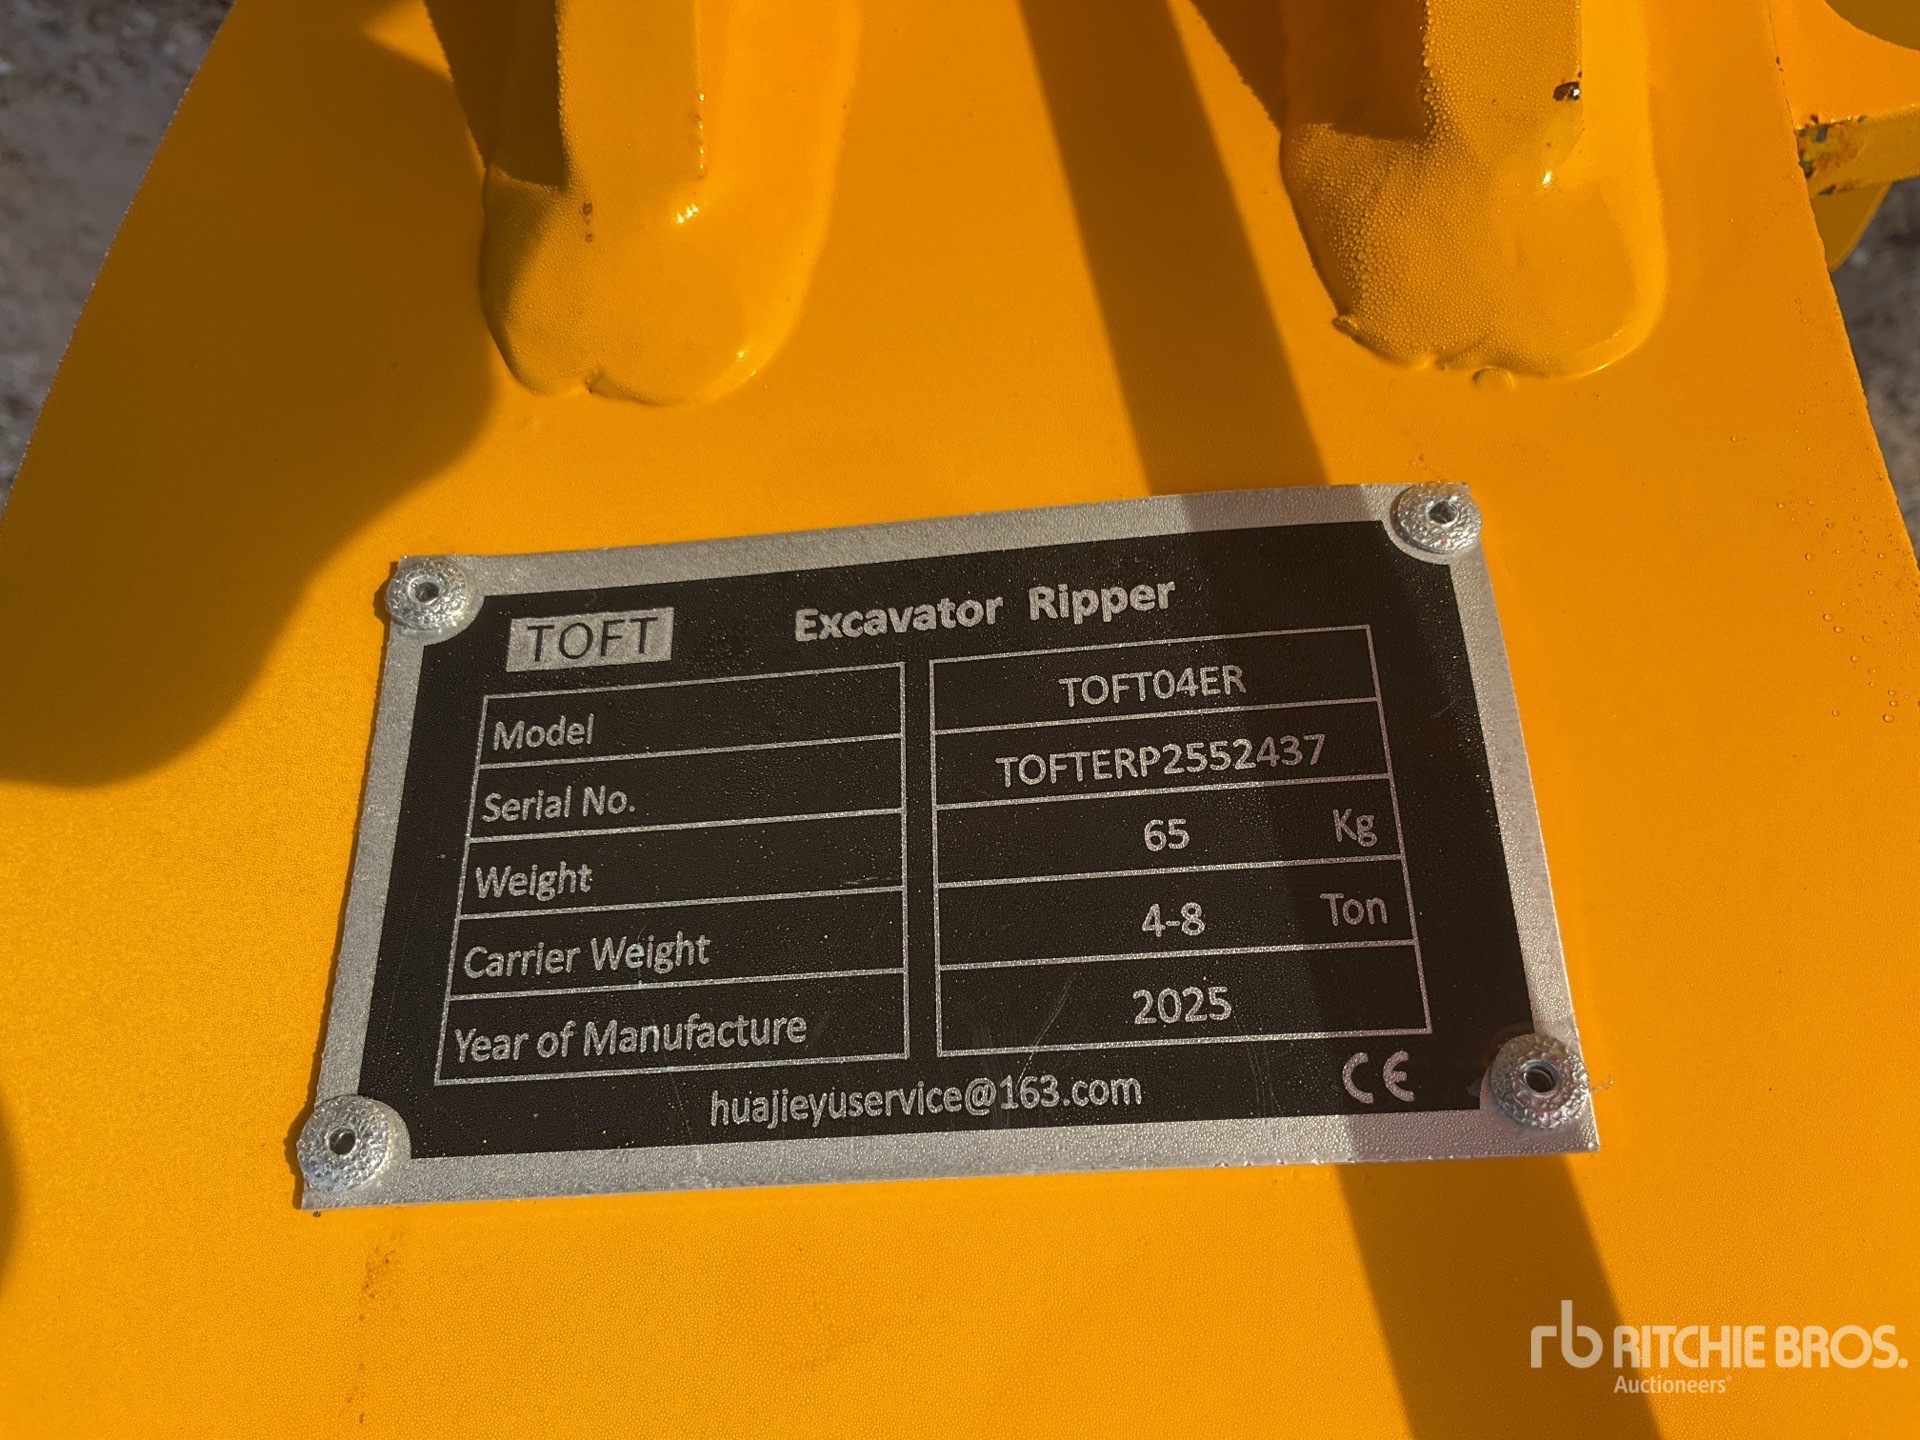 TOFT Excavator Ripper
Model TOFT04ER
Serial No. TOFTERP2552437
Weight 65 Kg
Carrier Weight 4-8 Ton
Year of Manufacture 2025
huajieyuservice@163.com CE
rb RITCHIE BROS.
Auctioneers